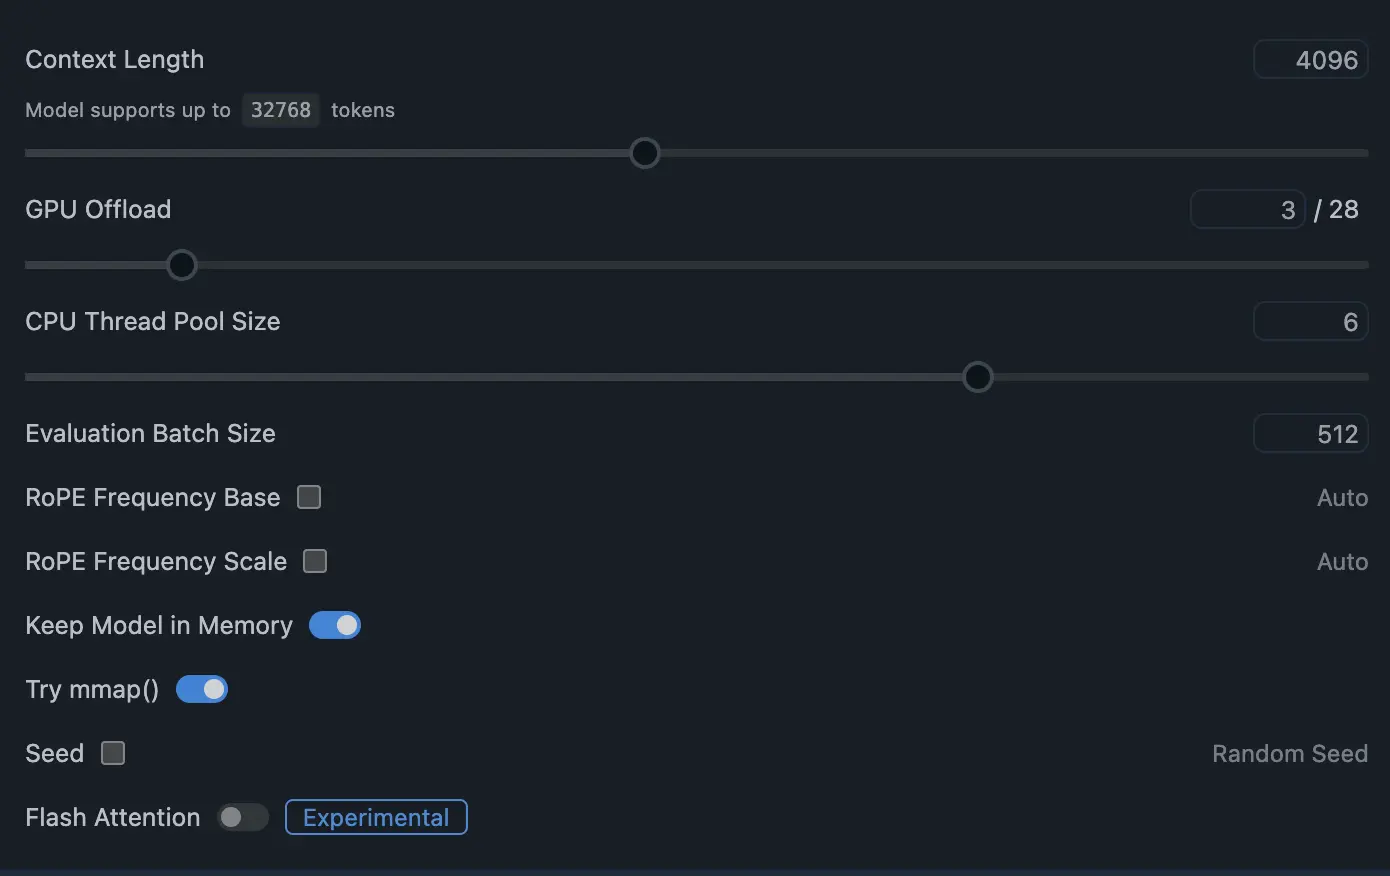 Context Length 4096
Model supports up to 32768 tokens
GPU Offload 3 / 28
CPU Thread Pool Size 6
Evaluation Batch Size 512
RoPE Frequency Base Auto
RoPE Frequency Scale Auto
Keep Model in Memory
Try mmap()
Seed Random Seed
Flash Attention Experimental